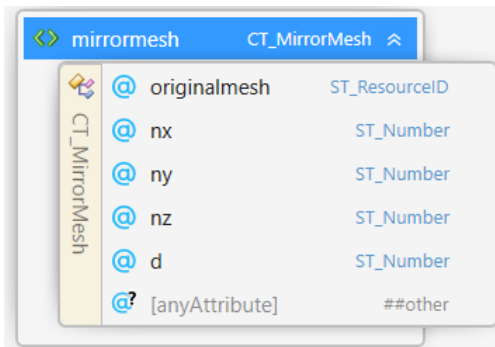 mirrormesh CT_MirrorMesh
CT_MirrorMesh
@ originalmesh ST_ResourceID
@ nx ST_Number
@ ny ST_Number
@ nz ST_Number
@ d ST_Number
@? [anyAttribute] ##other